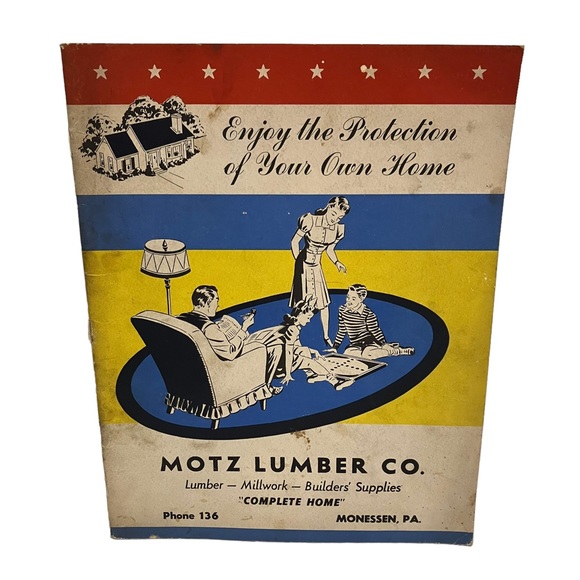 Enjoy the Protection
of Your Own Home
MOTZ LUMBER CO.
Lumber — Millwork — Builders' Supplies
"COMPLETE HOME"
Phone 136 MONESSEN, PA.